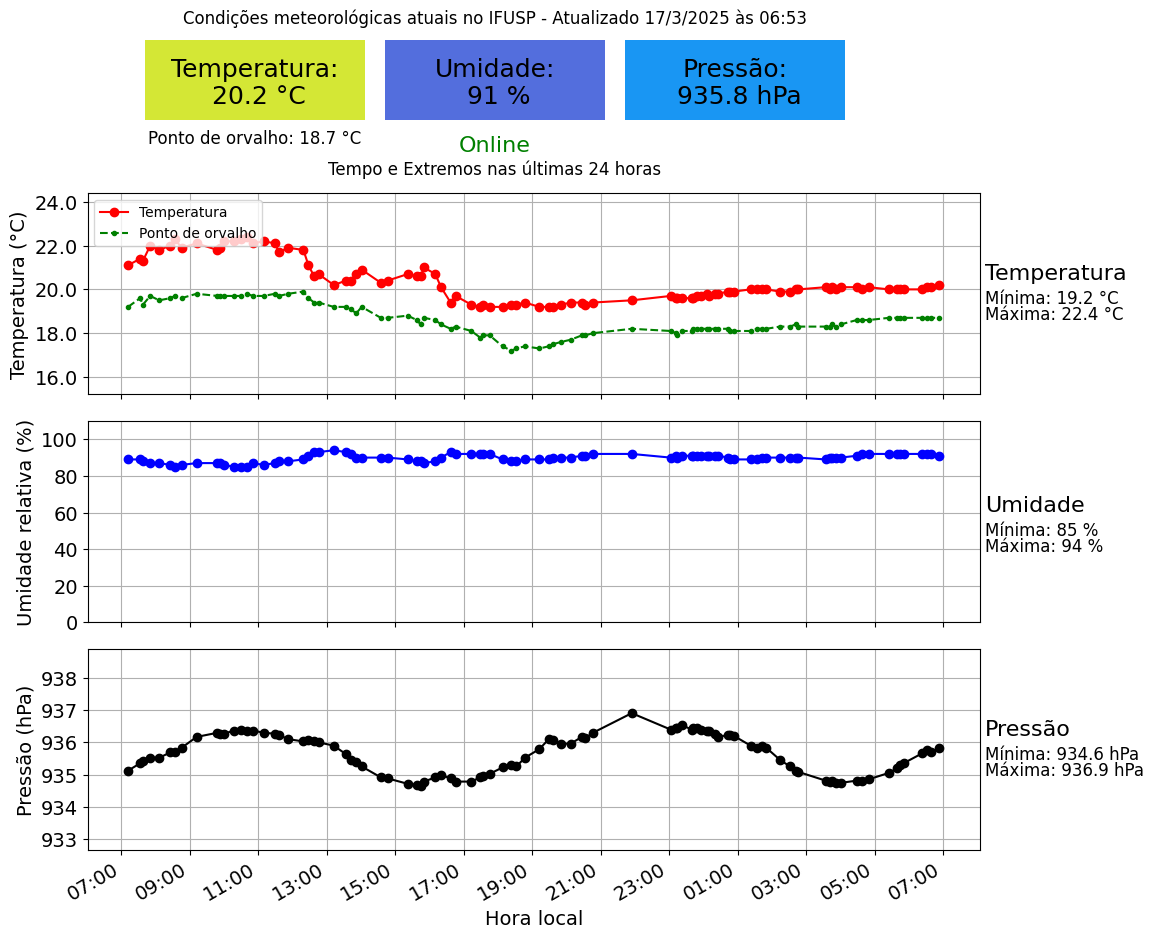 Condições meteorológicas atuais no IFUSP - Atualizado 17/3/2025 às 06:53
Temperatura:
20.2 °C
Umidade:
91 %
Pressão:
935.8 hPa
Ponto de orvalho: 18.7 °C
Online
Tempo e Extremos nas últimas 24 horas
Temperatura (°C)
24.0
22.0
20.0
18.0
16.0
Temperatura
Ponto de orvalho
Temperatura
Mínima: 19.2 °C
Máxima: 22.4 °C
Umidade relativa (%)
100
80
60
40
20
0
Umidade
Mínima: 85 %
Máxima: 94 %
Pressão (hPa)
938
937
936
935
934
933
Pressão
Mínima: 934.6 hPa
Máxima: 936.9 hPa
07:00 09:00 11:00 13:00 15:00 17:00 19:00 21:00 23:00 01:00 03:00 05:00 07:00
Hora local